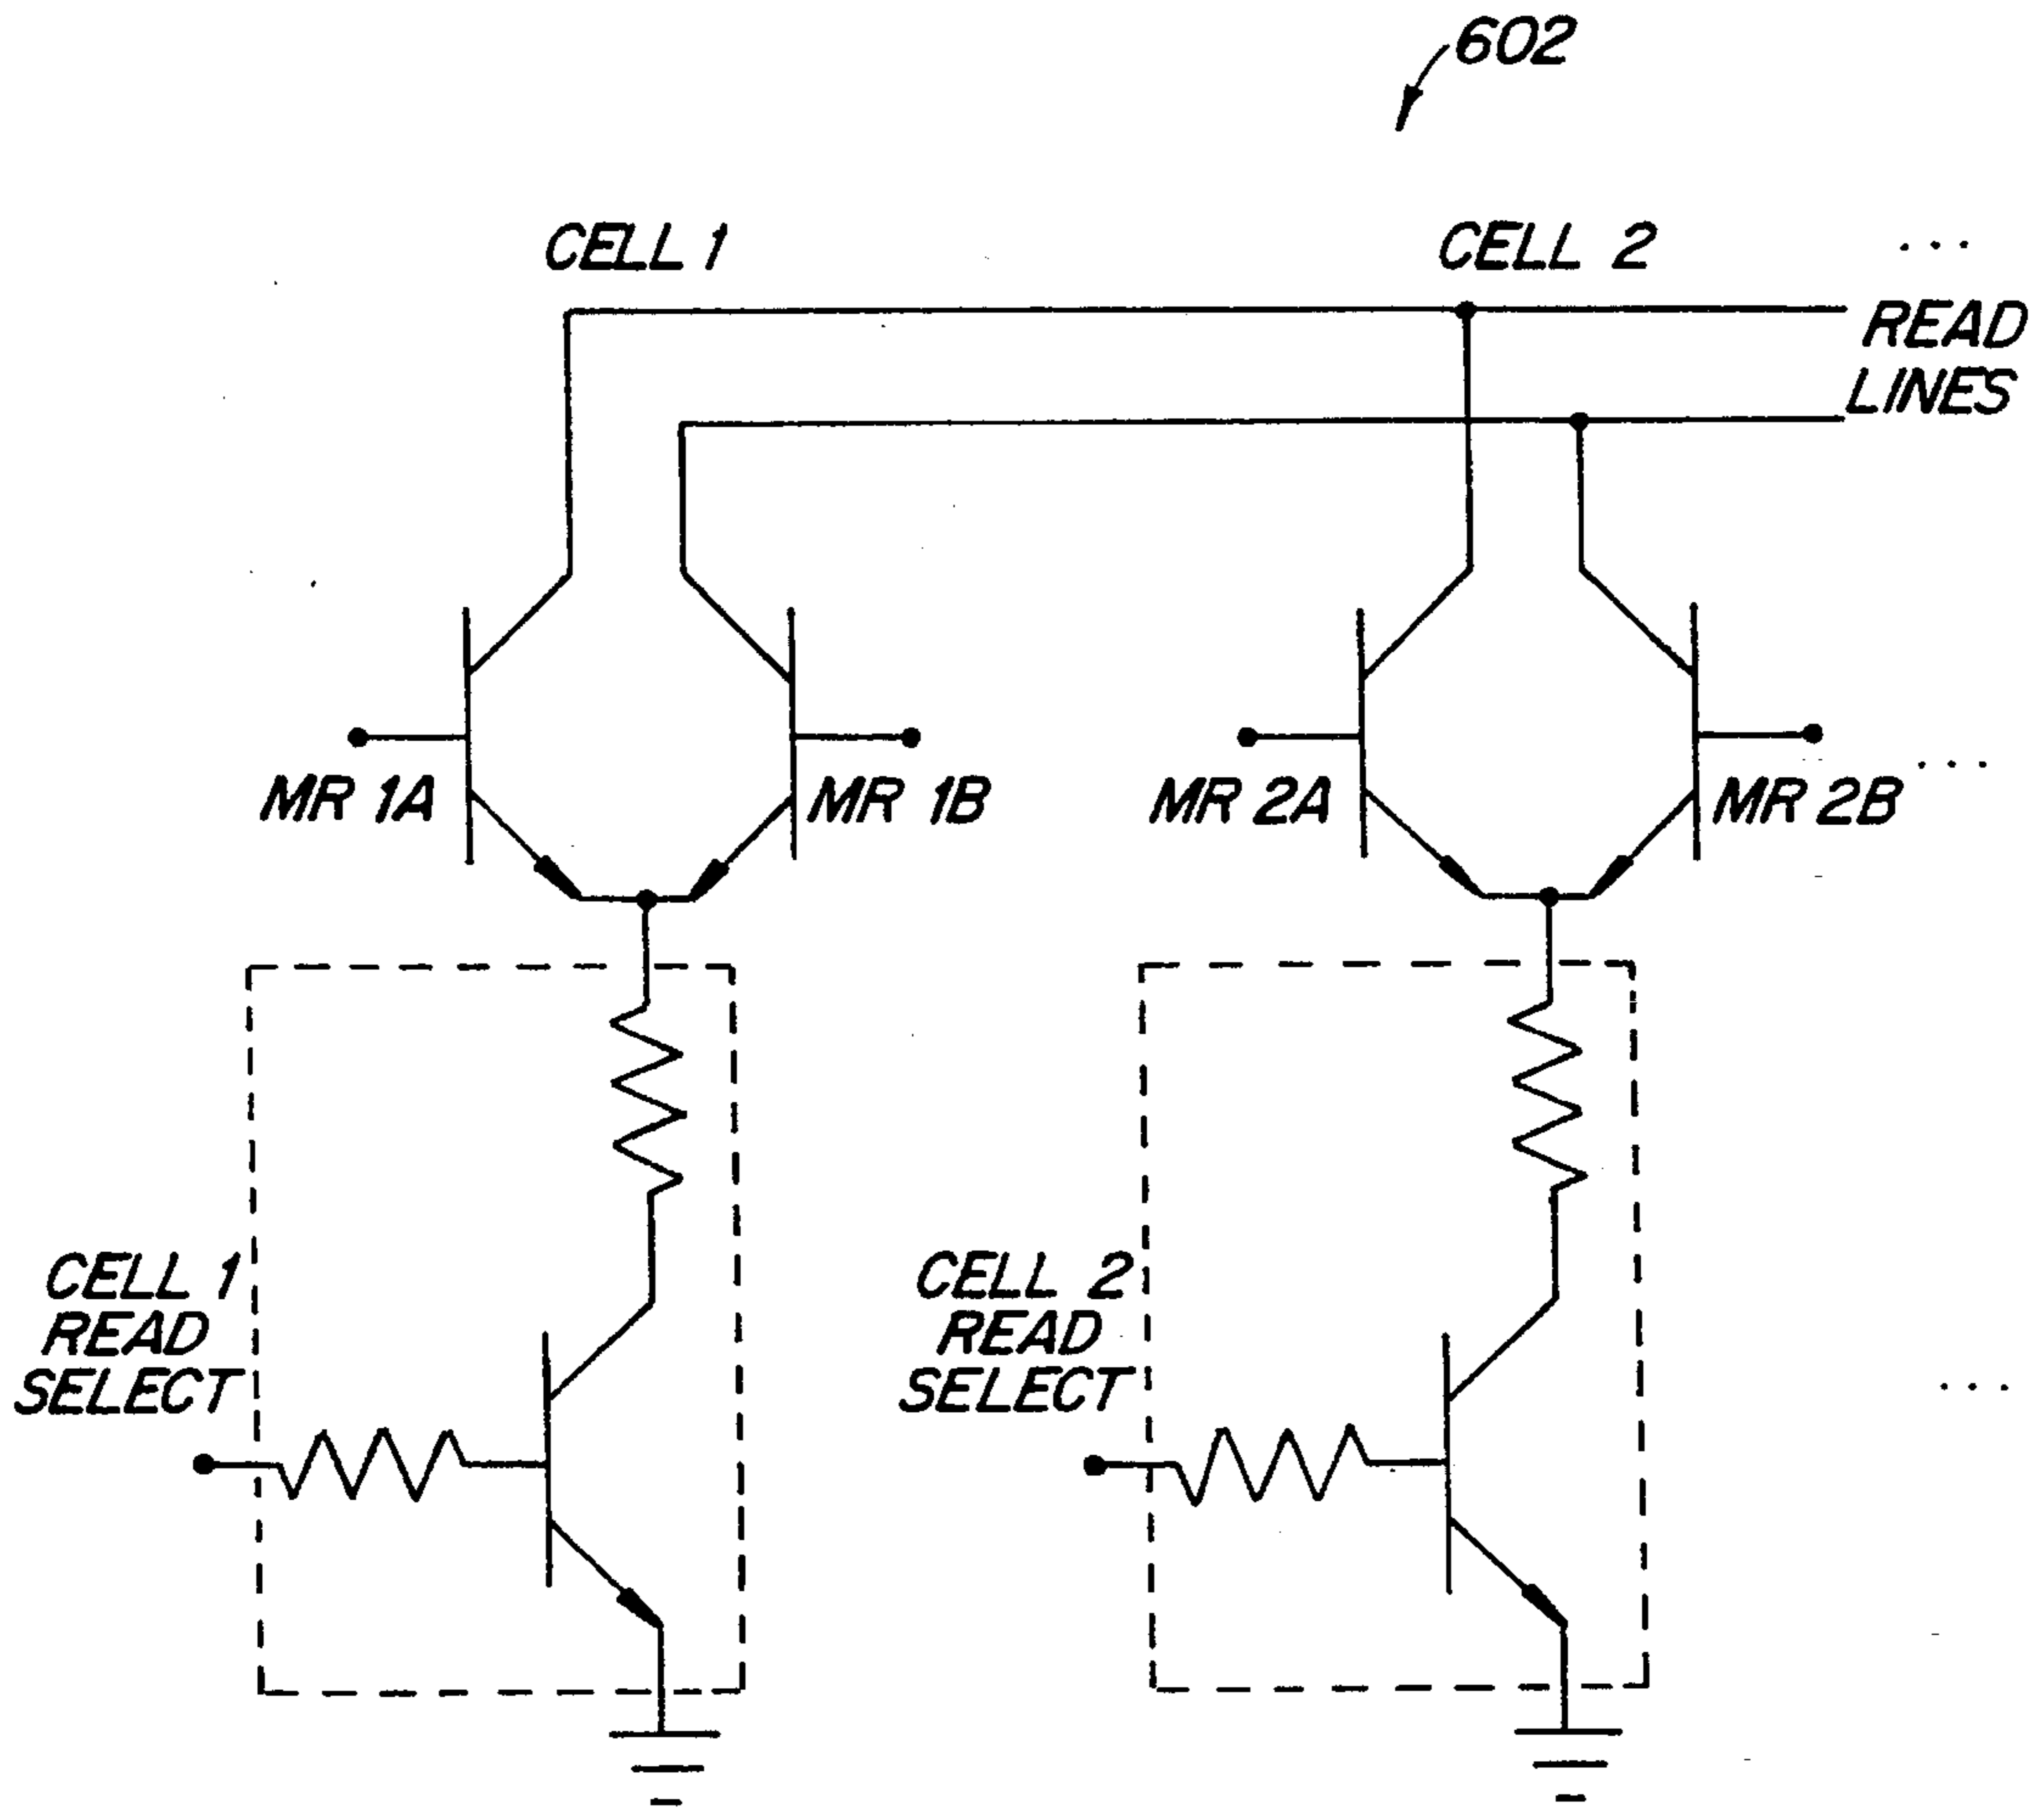 602
CELL 1
CELL 2
...
READ
LINES
MR 1A
MR 1B
MR 2A
MR 2B
...
CELL 1
READ
SELECT
CELL 2
READ
SELECT
...